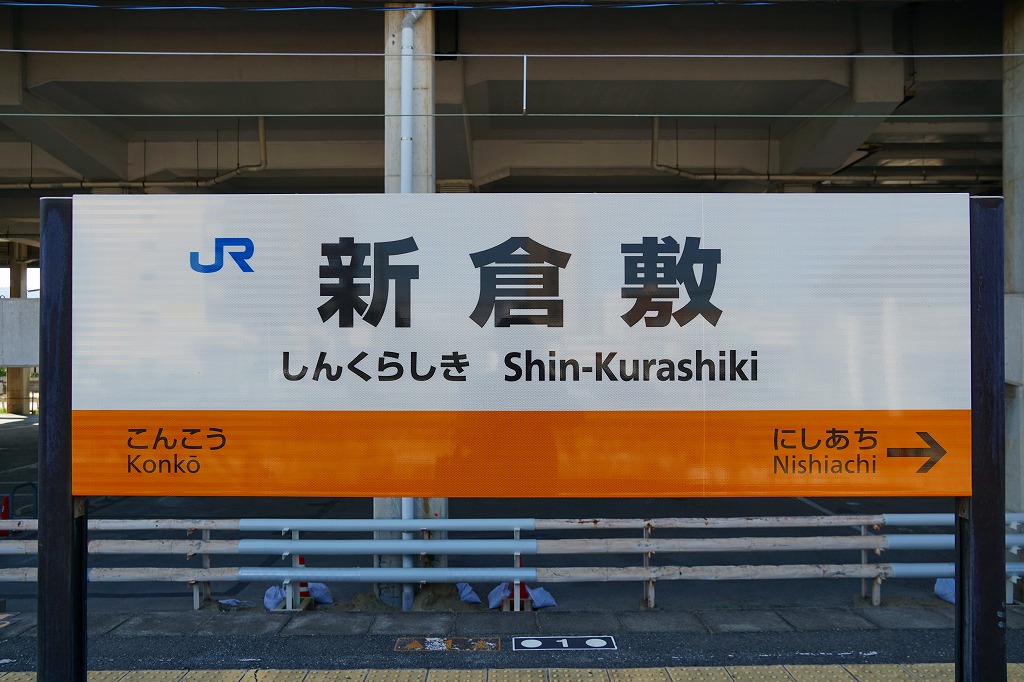 JR 新倉敷
しんくらしき Shin-Kurashiki
こんこう にしあち →
Konkō Nishiachi
1